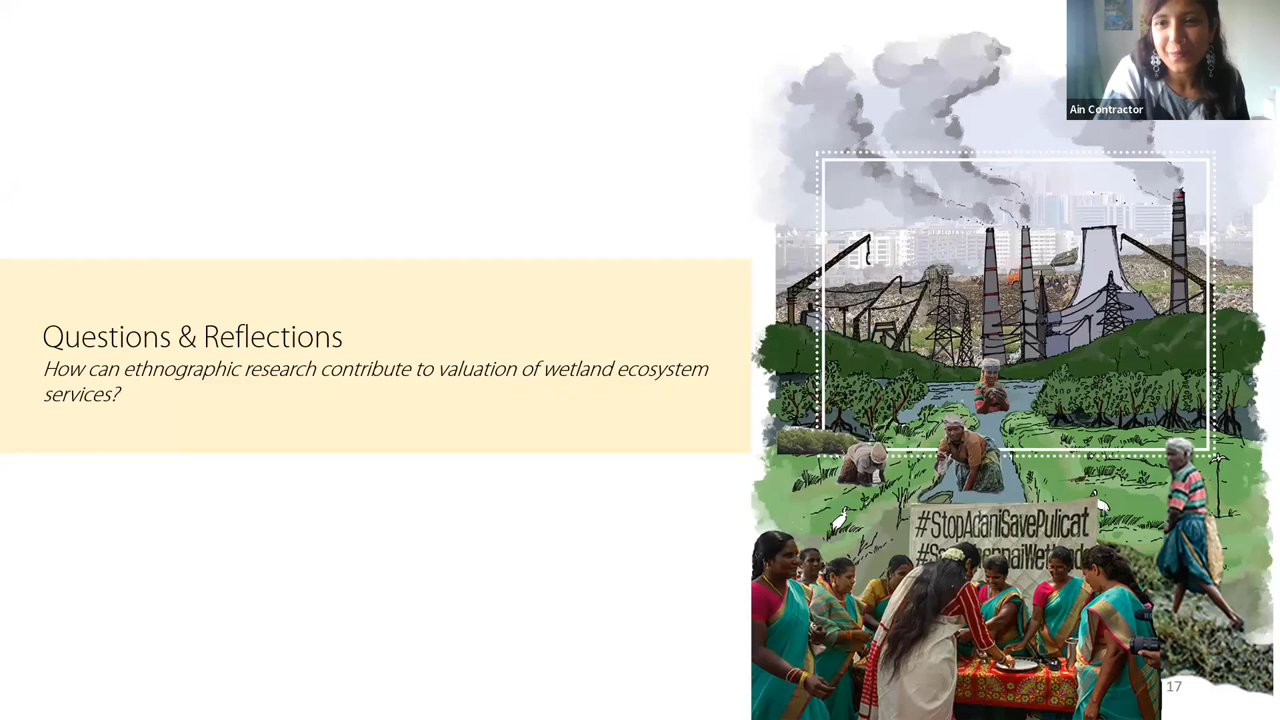 Ain Contractor
Questions & Reflections
How can ethnographic research contribute to valuation of wetland ecosystem
services?
#StopAdaniSavePulicat
17